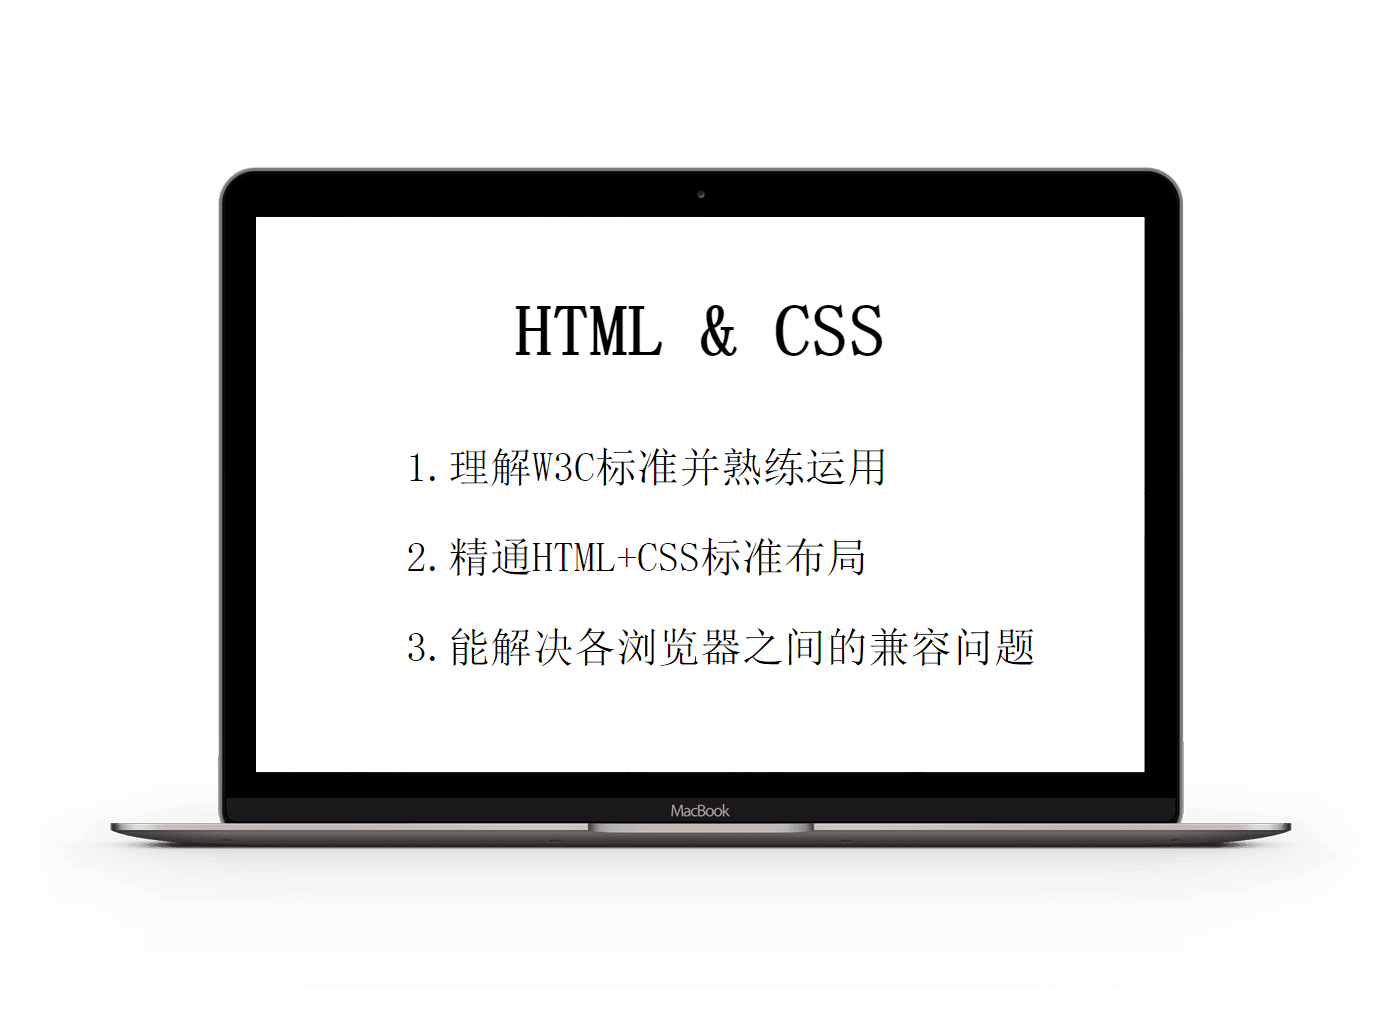 HTML & CSS
1.理解W3C标准并熟练运用
2.精通HTML+CSS标准布局
3.能解决各浏览器之间的兼容问题
MacBook